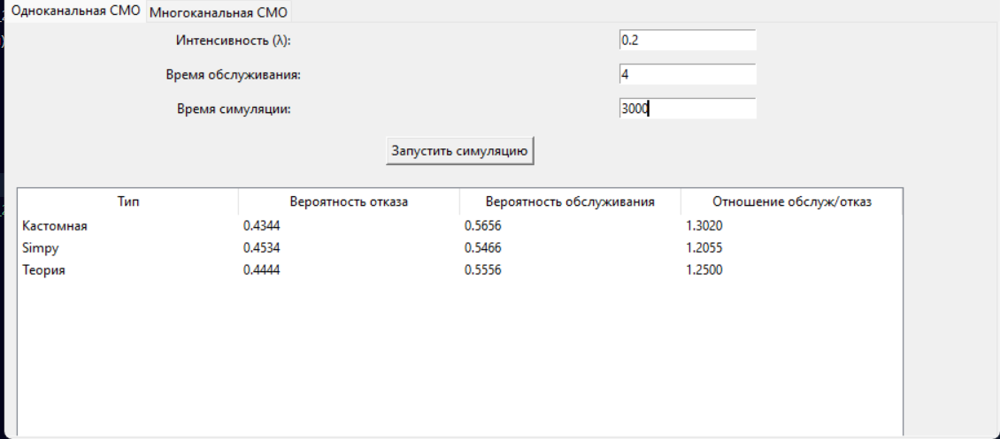 Одноканальная СМО Многоканальная СМО
Интенсивность (λ): 0.2
Время обслуживания: 4
Время симуляции: 3000
Запустить симуляцию
Тип Вероятность отказа Вероятность обслуживания Отношение обслуж/отказ
Кастомная 0.4344 0.5656 1.3020
Simpy 0.4534 0.5466 1.2055
Теория 0.4444 0.5556 1.2500